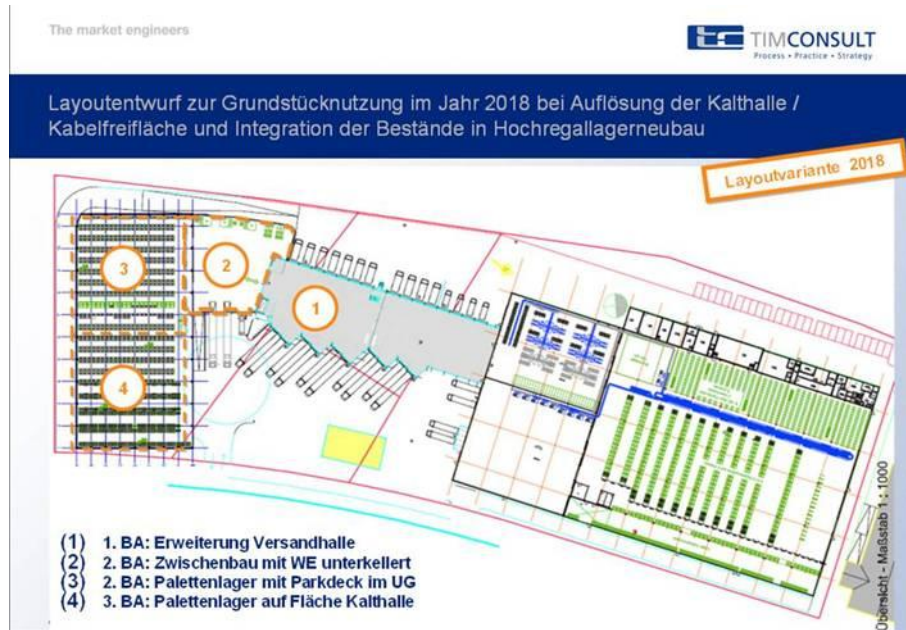 The market engineers
TIMCONSULT
Process • Practice • Strategy
Layoutentwurf zur Grundstücknutzung im Jahr 2018 bei Auflösung der Kalthalle /
Kabelfreifläche und Integration der Bestände in Hochregallagerneubau
Layoutvariante 2018
3
2
1
4
(1) 1. BA: Erweiterung Versandhalle
(2) 2. BA: Zwischenbau mit WE unterkellert
(3) 2. BA: Palettenlager mit Parkdeck im UG
(4) 3. BA: Palettenlager auf Fläche Kalthalle
Übersicht - Maßstab 1 : 1000